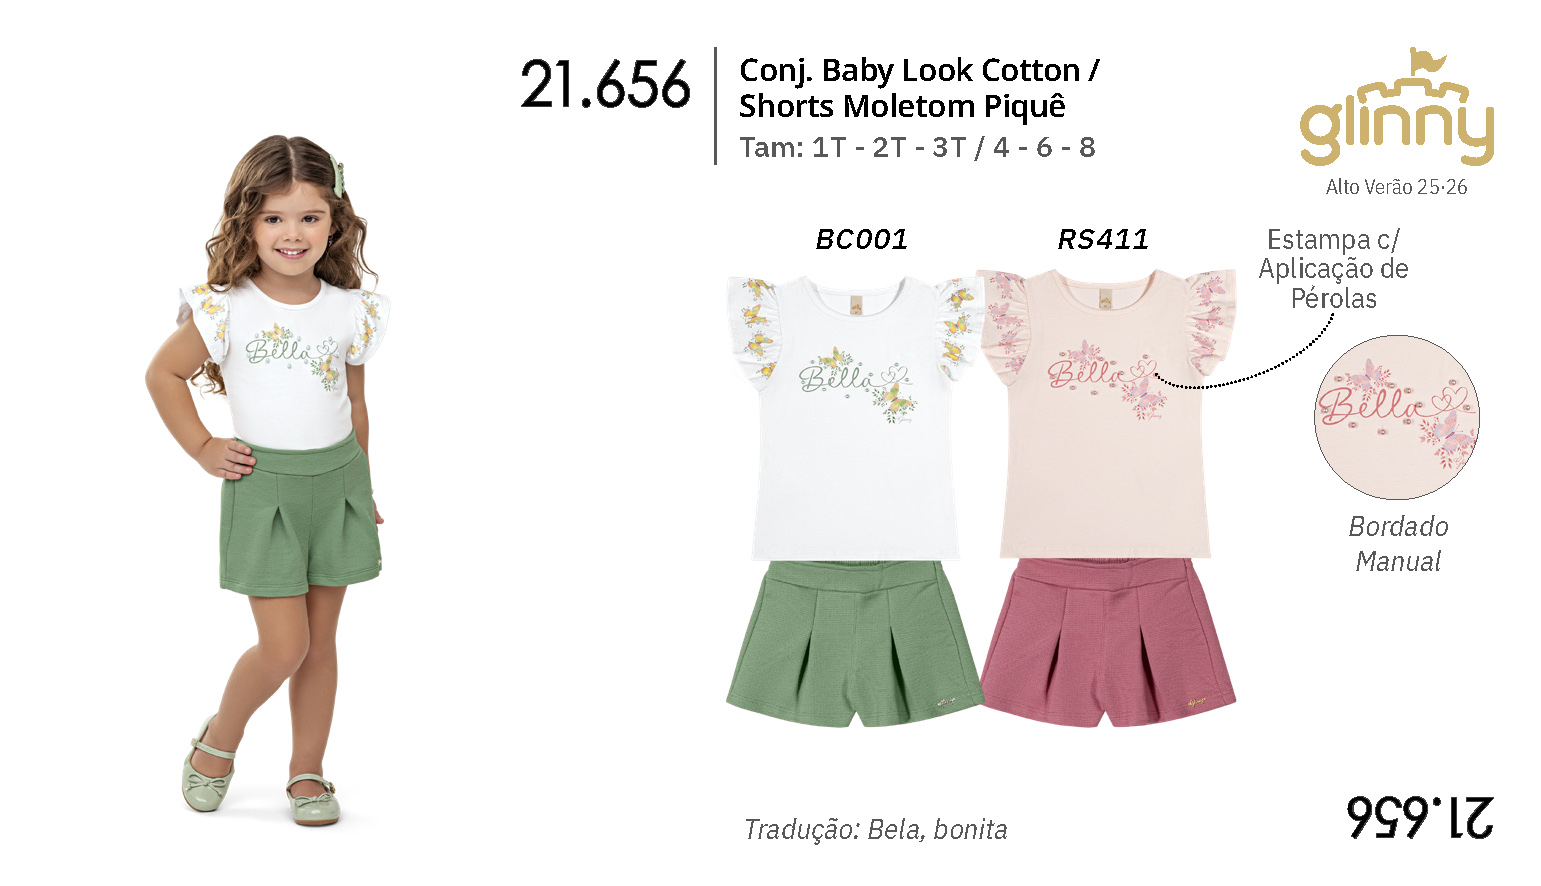 21.656
Conj. Baby Look Cotton /
Shorts Moletom Piquê
Tam: 1T - 2T - 3T / 4 - 6 - 8
glinny
Alto Verão 25·26
BC001
RS411
Estampa c/
Aplicação de
Pérolas
Bella
Bella
Bella
Bella
Bordado
Manual
Tradução: Bela, bonita
21.656